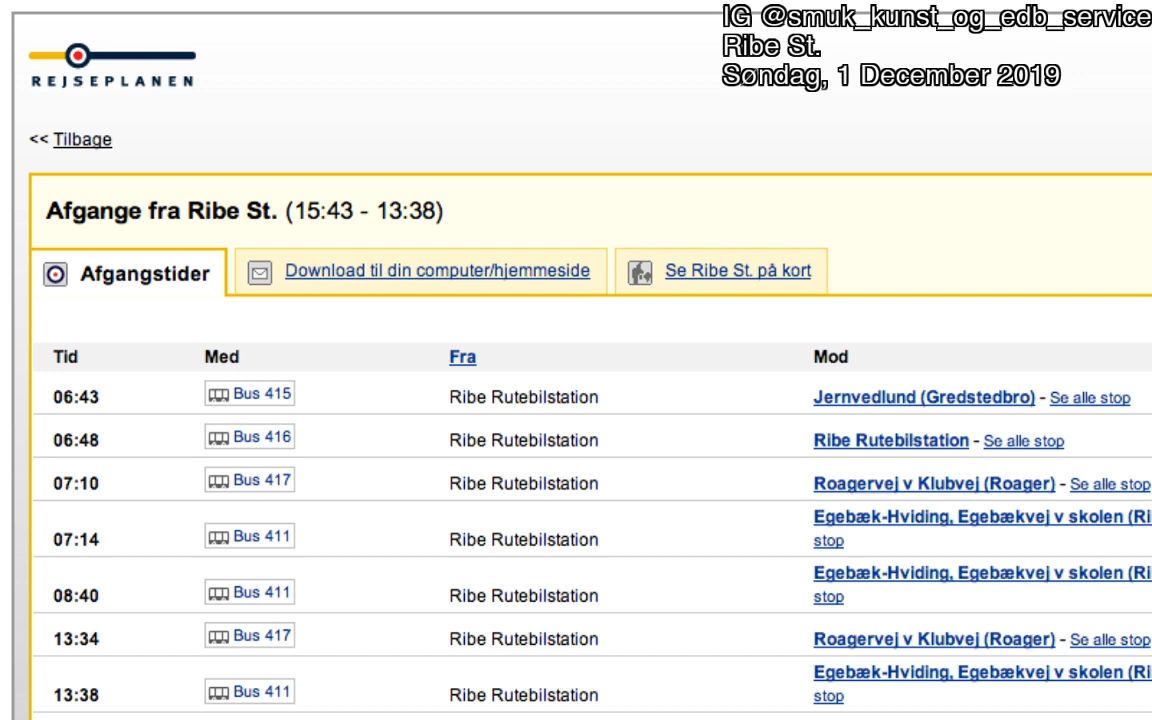 IG @smuk_kunst_og_edb_service
Ribe St.
Søndag, 1 December 2019
REJSEPLANEN
<< Tilbage
Afgange fra Ribe St. (15:43 - 13:38)
Afgangstider Download til din computer/hjemmeside Se Ribe St. på kort
Tid Med Fra Mod
06:43 Bus 415 Ribe Rutebilstation Jernvedlund (Gredstedbro) - Se alle stop
06:48 Bus 416 Ribe Rutebilstation Ribe Rutebilstation - Se alle stop
07:10 Bus 417 Ribe Rutebilstation Roagervej v Klubvej (Roager) - Se alle stop
Egebæk-Hviding, Egebækvej v skolen
07:14 Bus 411 Ribe Rutebilstation stop
Egebæk-Hviding, Egebækvej v skolen
08:40 Bus 411 Ribe Rutebilstation stop
13:34 Bus 417 Ribe Rutebilstation Roagervej v Klubvej (Roager) - Se alle stop
Egebæk-Hviding, Egebækvej v skolen
13:38 Bus 411 Ribe Rutebilstation stop